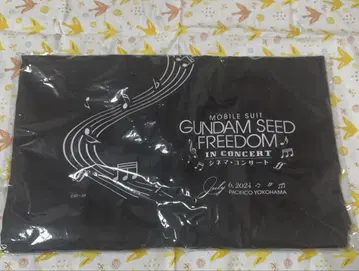 MOBILE SUIT
GUNDAM SEED
FREEDOM
IN CONCERT
シネマ・コンサート
July 6, 2024
PACIFICO YOKOHAMA